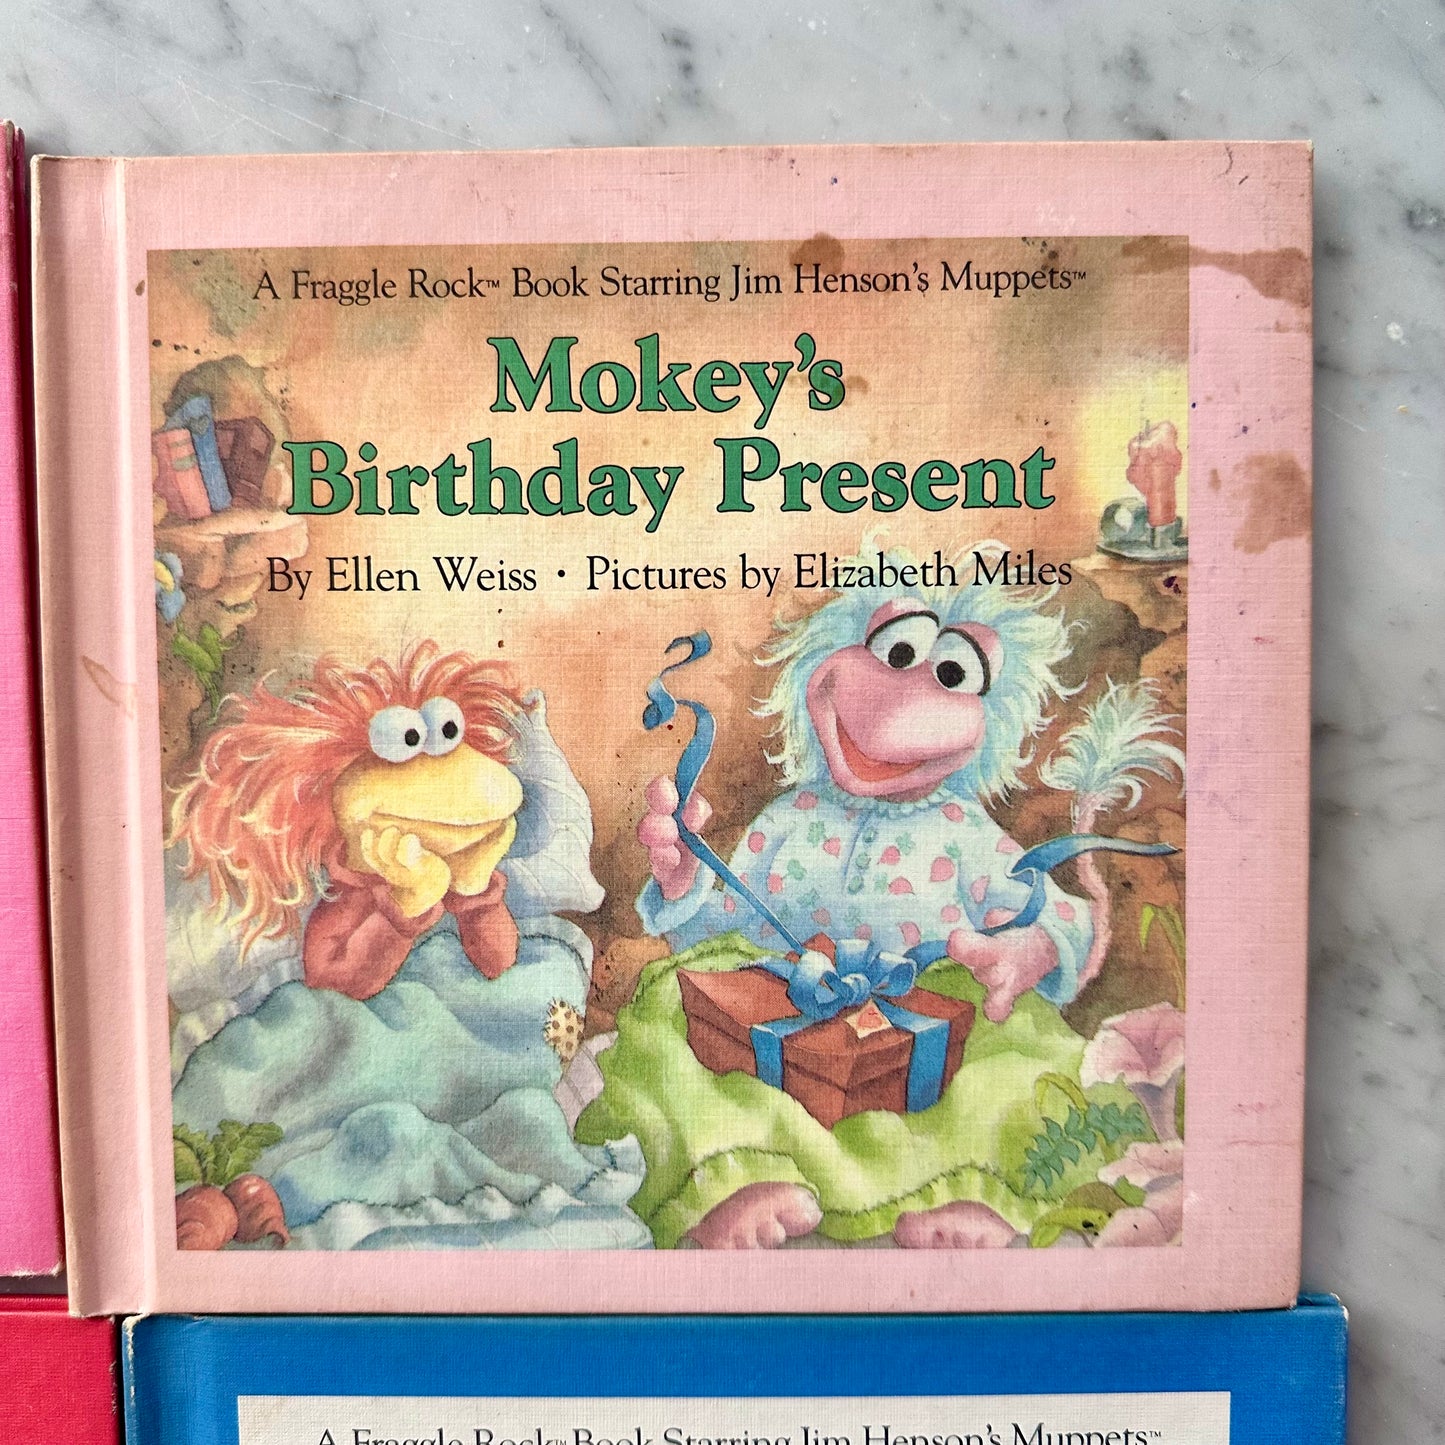 A Fraggle Rock™ Book Starring Jim Henson's Muppets™
Mokey's
Birthday Present
By Ellen Weiss • Pictures by Elizabeth Miles
A Fraggle Rock™ Book Starring Jim Henson's Muppets™